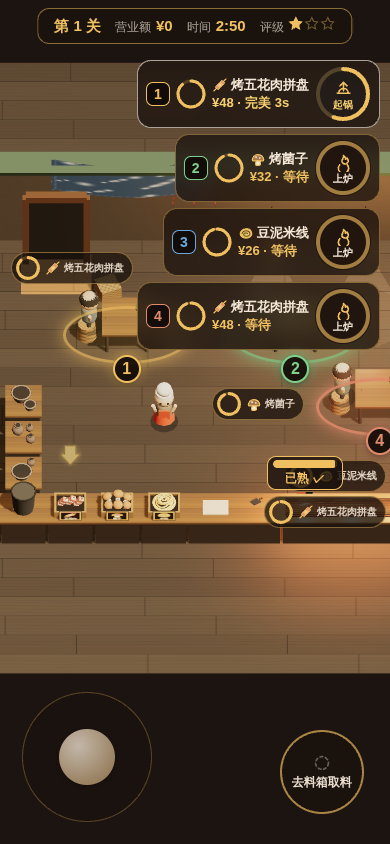 第 1 关 营业额 ¥0 时间 2:50 评级
1 烤五花肉拼盘
¥48 · 完美 3s
起锅
2 烤菌子
¥32 · 等待
上炉
3 豆泥米线
¥26 · 等待
上炉
4 烤五花肉拼盘
¥48 · 等待
上炉
烤五花肉拼盘
1
2
烤菌子
4
已熟 ✓
豆泥米线
烤五花肉拼盘
去料箱取料